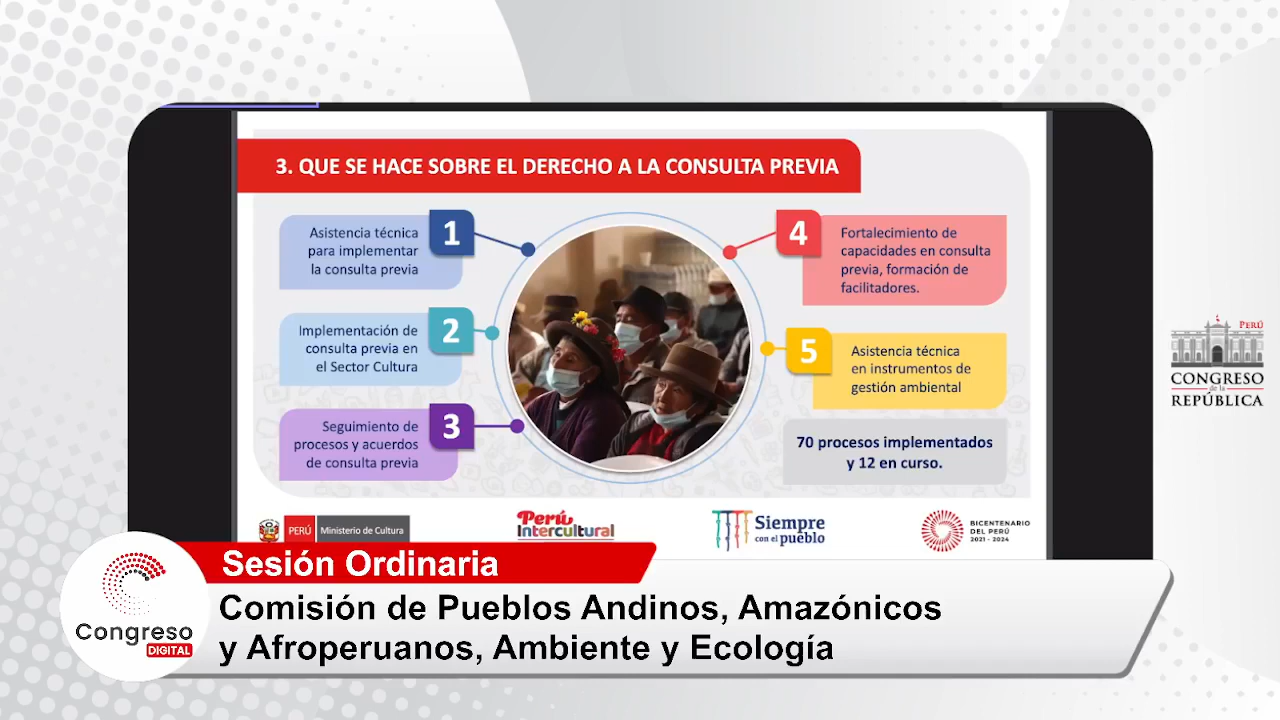 3. QUE SE HACE SOBRE EL DERECHO A LA CONSULTA PREVIA
Asistencia técnica
para implementar
la consulta previa
1
Implementación de
consulta previa en
el Sector Cultura
2
Seguimiento de
procesos y acuerdos
de consulta previa
3
4
Fortalecimiento de
capacidades en consulta
previa, formación de
facilitadores.
5
Asistencia técnica
en instrumentos de
gestión ambiental
70 procesos implementados
y 12 en curso.
PERÚ
Ministerio de Cultura
Perú
Intercultural
Siempre
con el pueblo
BICENTENARIO
DEL PERÚ
2021 - 2024
PERÚ
CONGRESO
de la
REPÚBLICA
Congreso
DIGITAL
Sesión Ordinaria
Comisión de Pueblos Andinos, Amazónicos
y Afroperuanos, Ambiente y Ecología